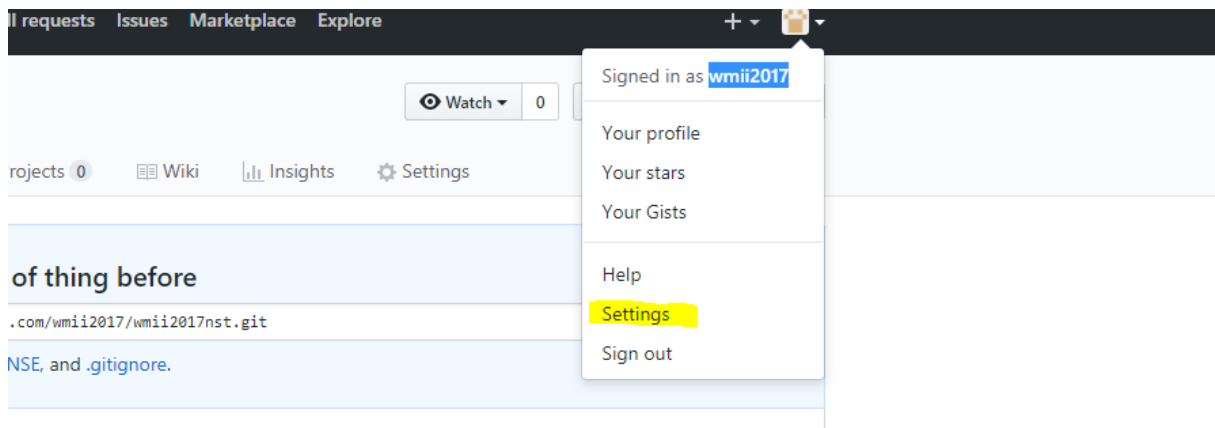 ll requests Issues Marketplace Explore
Signed in as wmii2017
Watch 0
Your profile
Your stars
Your Gists
rojects 0 Wiki Insights Settings
of thing before
.com/wmii2017/wmii2017nst.git
NSE, and .gitignore.
Help
Settings
Sign out